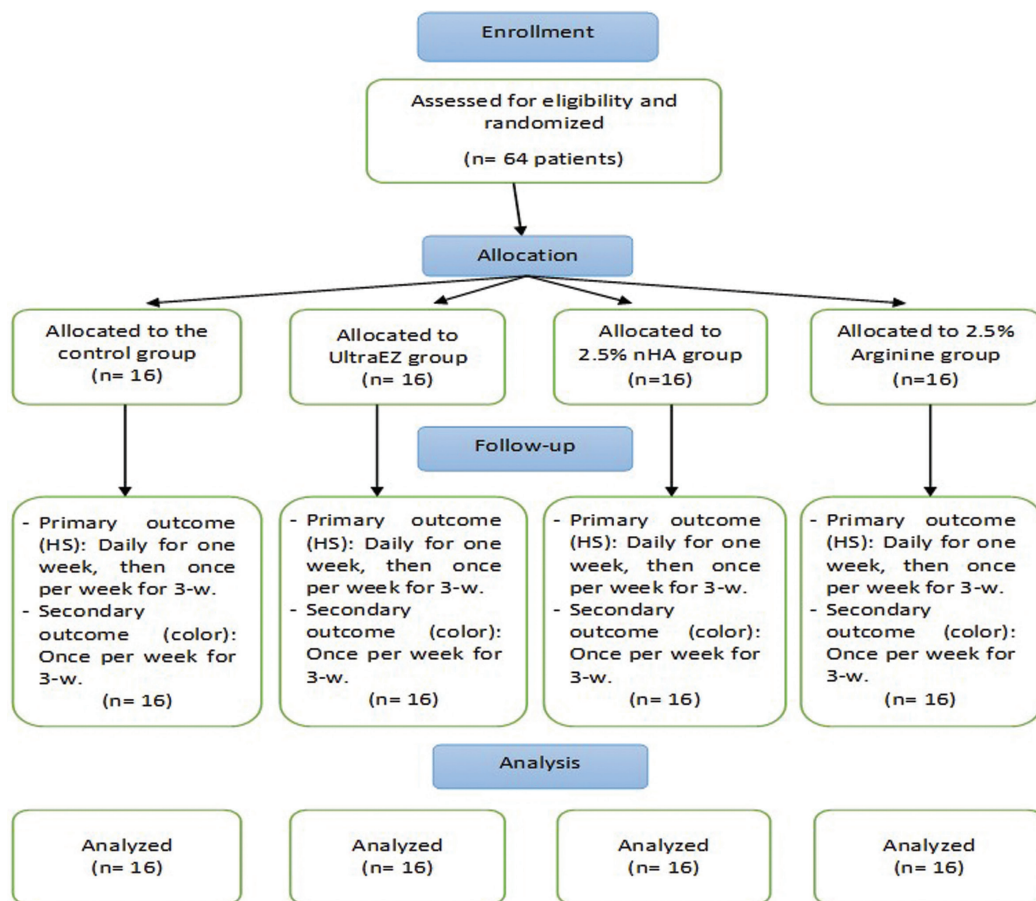 Enrollment
Assessed for eligibility and
randomized
(n= 64 patients)
Allocation
Allocated to the
control group
(n= 16)
Allocated to
UltraEZ group
(n= 16)
Allocated to
2.5% nHA group
(n=16)
Allocated to 2.5%
Arginine group
(n=16)
Follow-up
- Primary outcome
(HS): Daily for one
week, then once
per week for 3-w.
- Secondary
outcome (color):
Once per week for
3-w.
(n= 16)
- Primary outcome
(HS): Daily for one
week, then once
per week for 3-w.
- Secondary
outcome (color):
Once per week for
3-w.
(n= 16)
- Primary outcome
(HS): Daily for one
week, then once
per week for 3-w.
- Secondary
outcome (color):
Once per week for
3-w.
(n= 16)
- Primary outcome
(HS): Daily for one
week, then once
per week for 3-w.
- Secondary
outcome (color):
Once per week for
3-w.
(n= 16)
Analysis
Analyzed
(n= 16)
Analyzed
(n= 16)
Analyzed
(n= 16)
Analyzed
(n= 16)